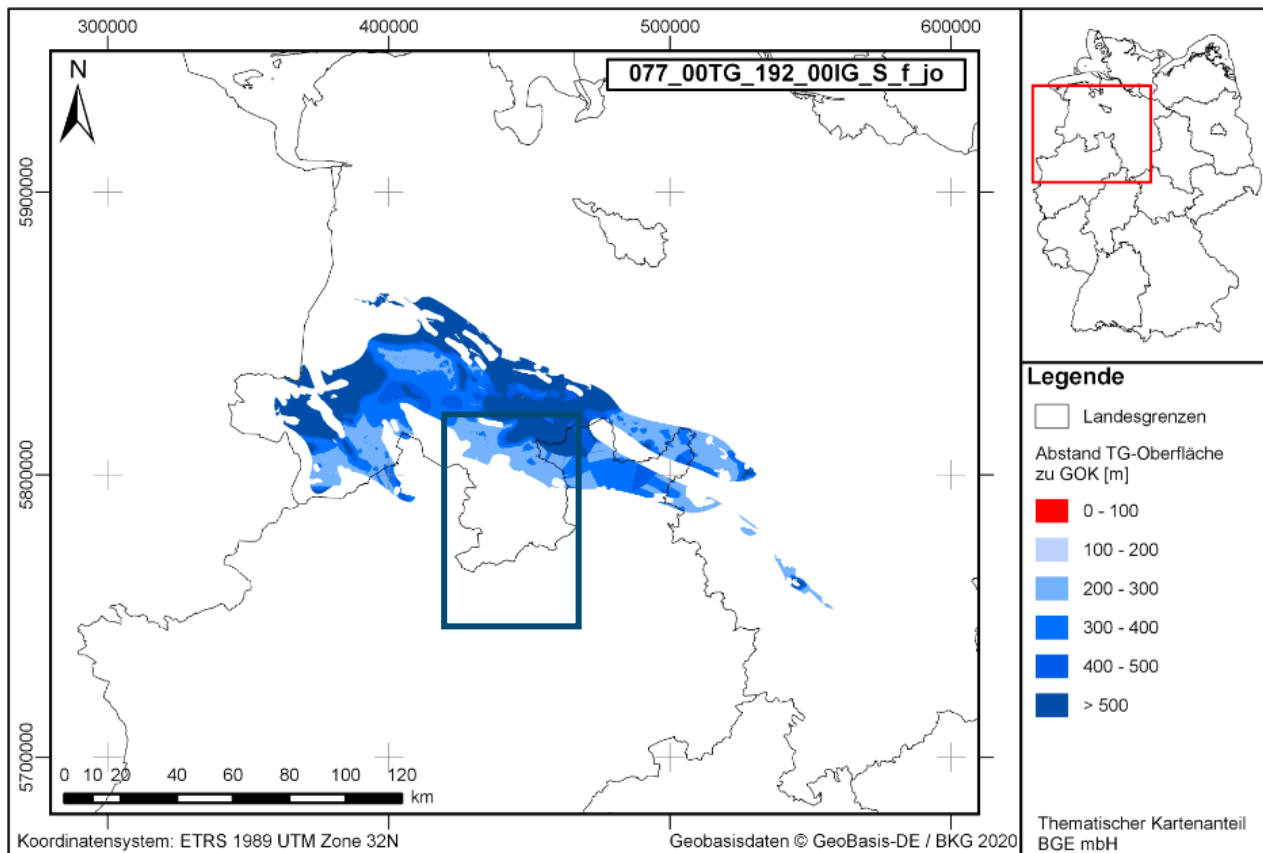 300000 400000 500000 600000
N
077_00TG_192_00IG_S_f_jo
5900000
5800000
5700000
0 10 20 40 60 80 100 120
km
Koordinatensystem: ETRS 1989 UTM Zone 32N
Geobasisdaten © GeoBasis-DE / BKG 2020
Legende
Landesgrenzen
Abstand TG-Oberfläche
zu GOK [m]
0 - 100
100 - 200
200 - 300
300 - 400
400 - 500
> 500
Thematischer Kartenanteil
BGE mbH